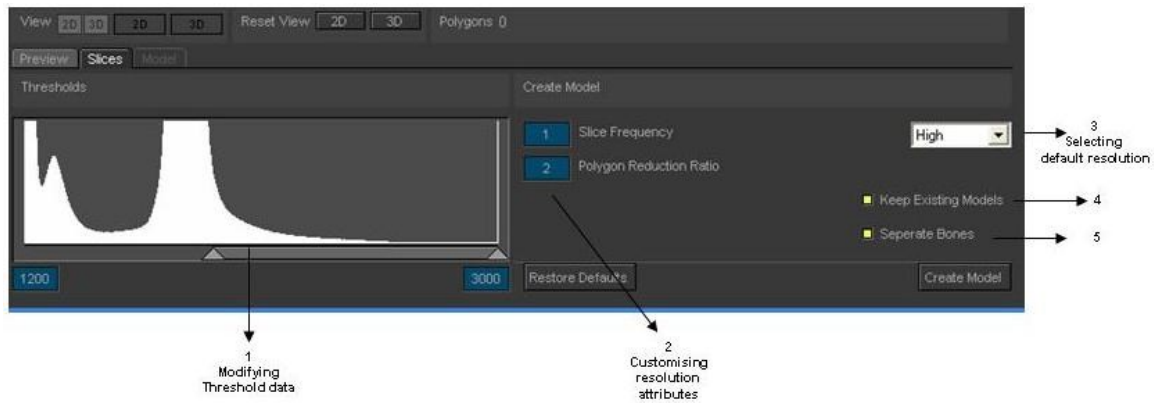 View 2D 3D 2D 3D Reset View 2D 3D Polygons 0
Preview Slices Model
Thresholds Create Model
1 Slice Frequency High
2 Polygon Reduction Ratio
Keep Existing Models
Seperate Bones
1200 3000 Restore Defaults Create Model
3
Selecting
default resolution
4
5
1
Modifying
Threshold data
2
Customising
resolution
attributes